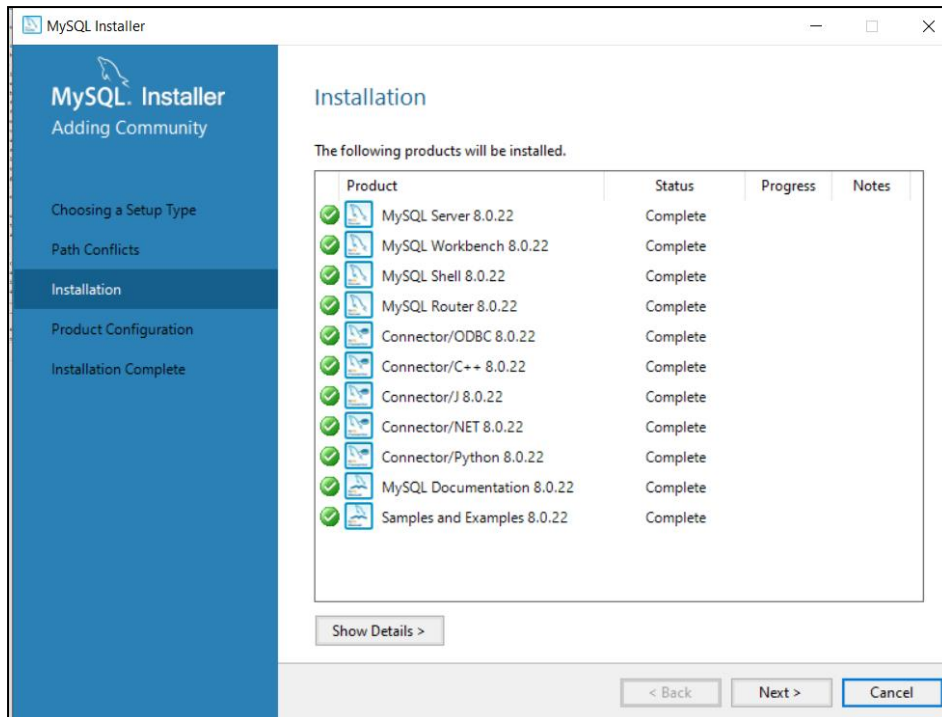 MySQL Installer
MySQL. Installer
Adding Community
Choosing a Setup Type
Path Conflicts
Installation
Product Configuration
Installation Complete
Installation
The following products will be installed.
Product Status Progress Notes
MySQL Server 8.0.22 Complete
MySQL Workbench 8.0.22 Complete
MySQL Shell 8.0.22 Complete
MySQL Router 8.0.22 Complete
Connector/ODBC 8.0.22 Complete
Connector/C++ 8.0.22 Complete
Connector/J 8.0.22 Complete
Connector/NET 8.0.22 Complete
Connector/Python 8.0.22 Complete
MySQL Documentation 8.0.22 Complete
Samples and Examples 8.0.22 Complete
Show Details >
< Back Next > Cancel